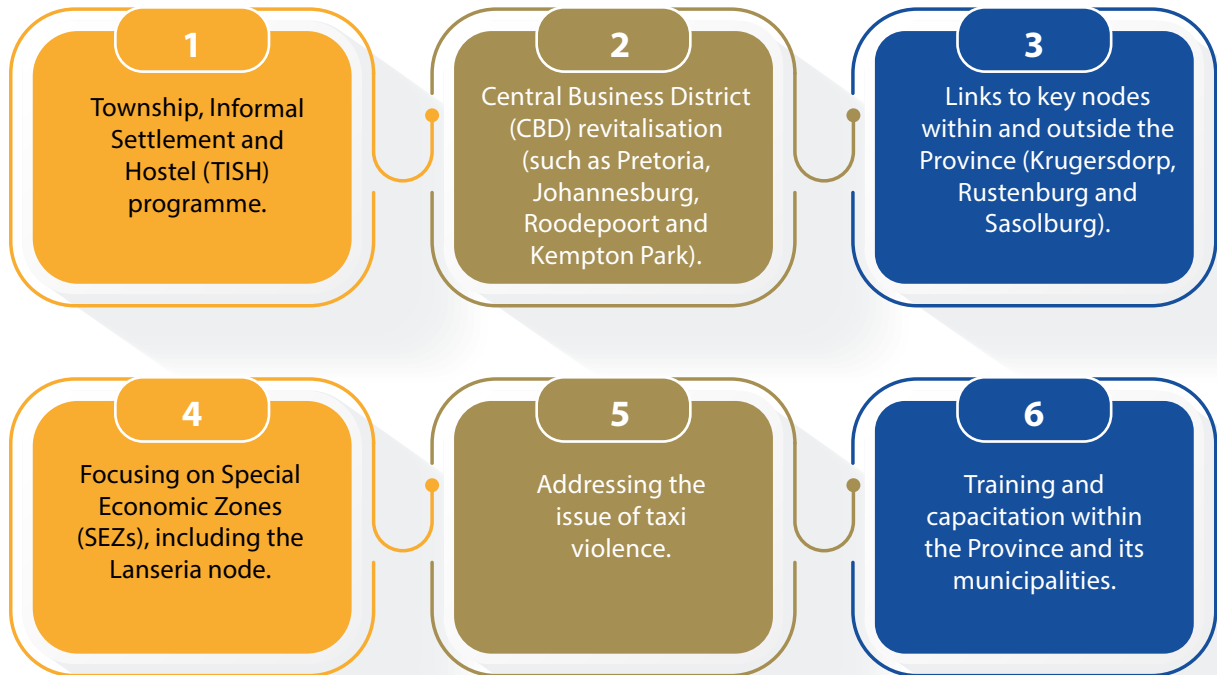 1
Township, Informal
Settlement and
Hostel (TISH)
programme.
2
Central Business District
(CBD) revitalisation
(such as Pretoria,
Johannesburg,
Roodepoort and
Kempton Park).
3
Links to key nodes
within and outside the
Province (Krugersdorp,
Rustenburg and
Sasolburg).
4
Focusing on Special
Economic Zones
(SEZs), including the
Lanseria node.
5
Addressing the
issue of taxi
violence.
6
Training and
capacitation within
the Province and its
municipalities.